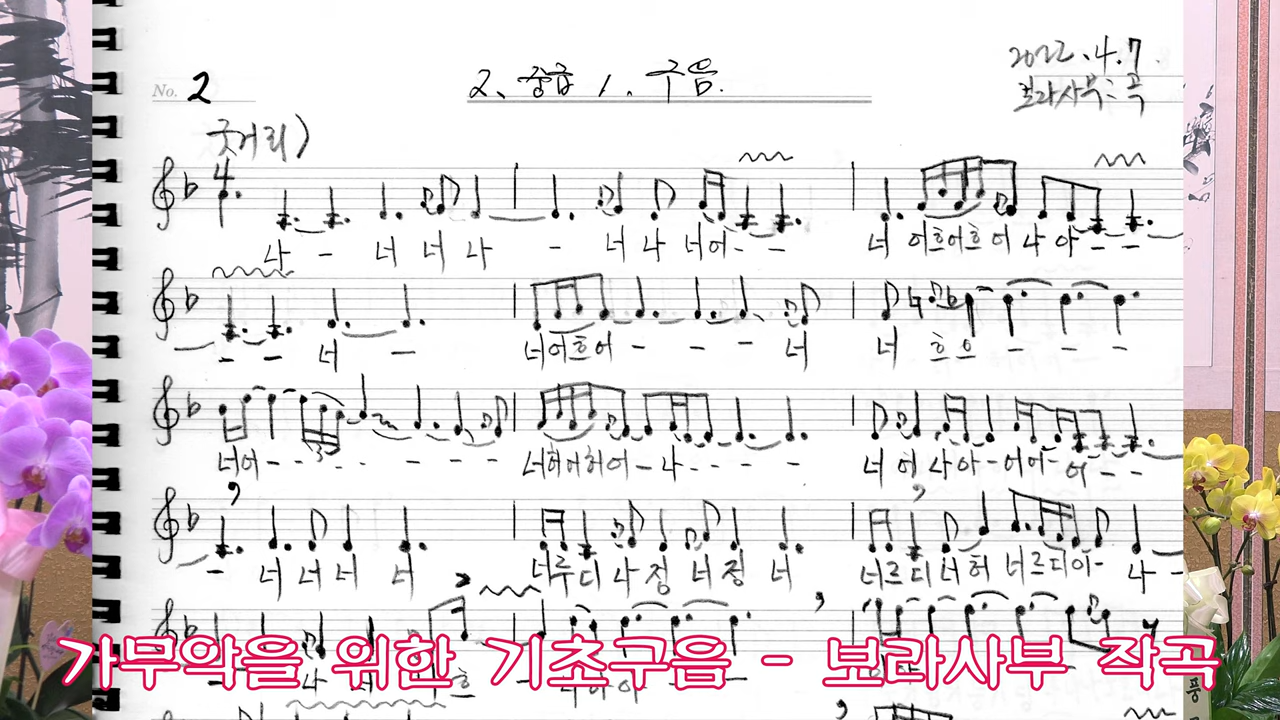 No. 2
2. 중급 1. 구음.
2022.4.7.
보라사부:곡
굿거리)
4
나 - 너 너 나 - 너 나 너어 - - 너 어흐어흐어 나 아 - -
- - 너 - 너어흐어 - - - 너 너 흐으 - - -
너어 - - - - - - - 너허어허어 - 나 - - - - 너 어 나아 - 어어 - 어 - -
- 너 너 너 너 너루디나정 너정 너 너르디너허 너르디이 - 나 -
가무악을 위한 기초구음 - 보라사부 작곡
풍